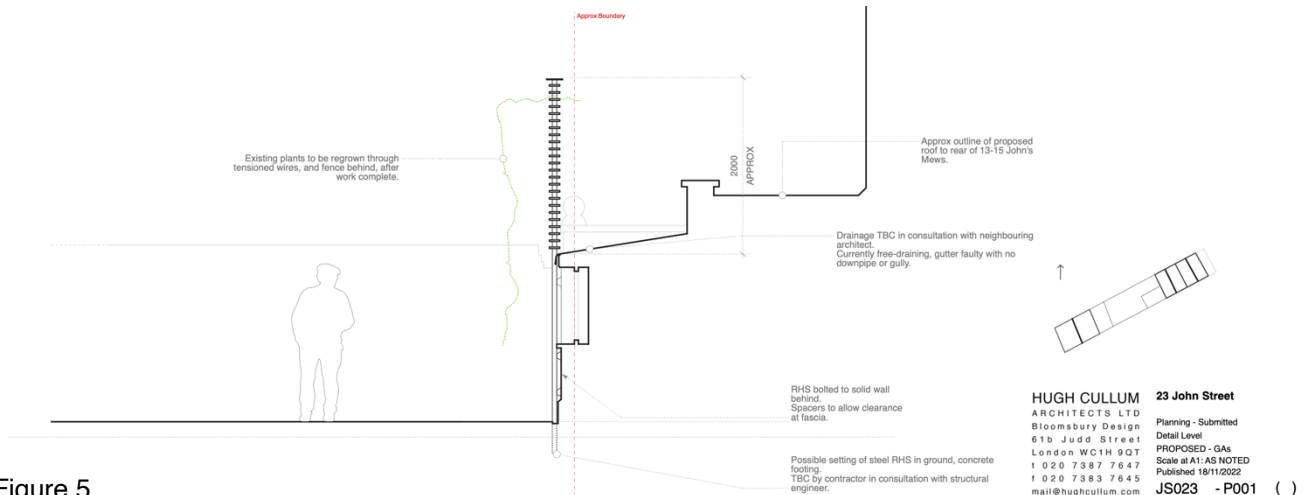 Approx Boundary
Existing plants to be regrown through
tensioned wires, and fence behind, after
work complete.
2000
APPROX
Approx outline of proposed
roof to rear of 13-15 John's
Mews.
Drainage TBC in consultation with neighbouring
architect.
Currently free-draining, gutter faulty with no
downpipe or gully.
RHS bolted to solid wall
behind.
Spacers to allow clearance
at fascia.
Possible setting of steel RHS in ground, concrete
footing.
TBC by contractor in consultation with structural
engineer.
HUGH CULLUM
ARCHITECTS LTD
Bloomsbury Design
61b Judd Street
London WC1H 9QT
t 020 7387 7647
f 020 7383 7645
mail@hughcullum.com
23 John Street
Planning - Submitted
Detail Level
PROPOSED - GAs
Scale at A1: AS NOTED
Published 18/11/2022
JS023 - P001 ( )
Figure 5